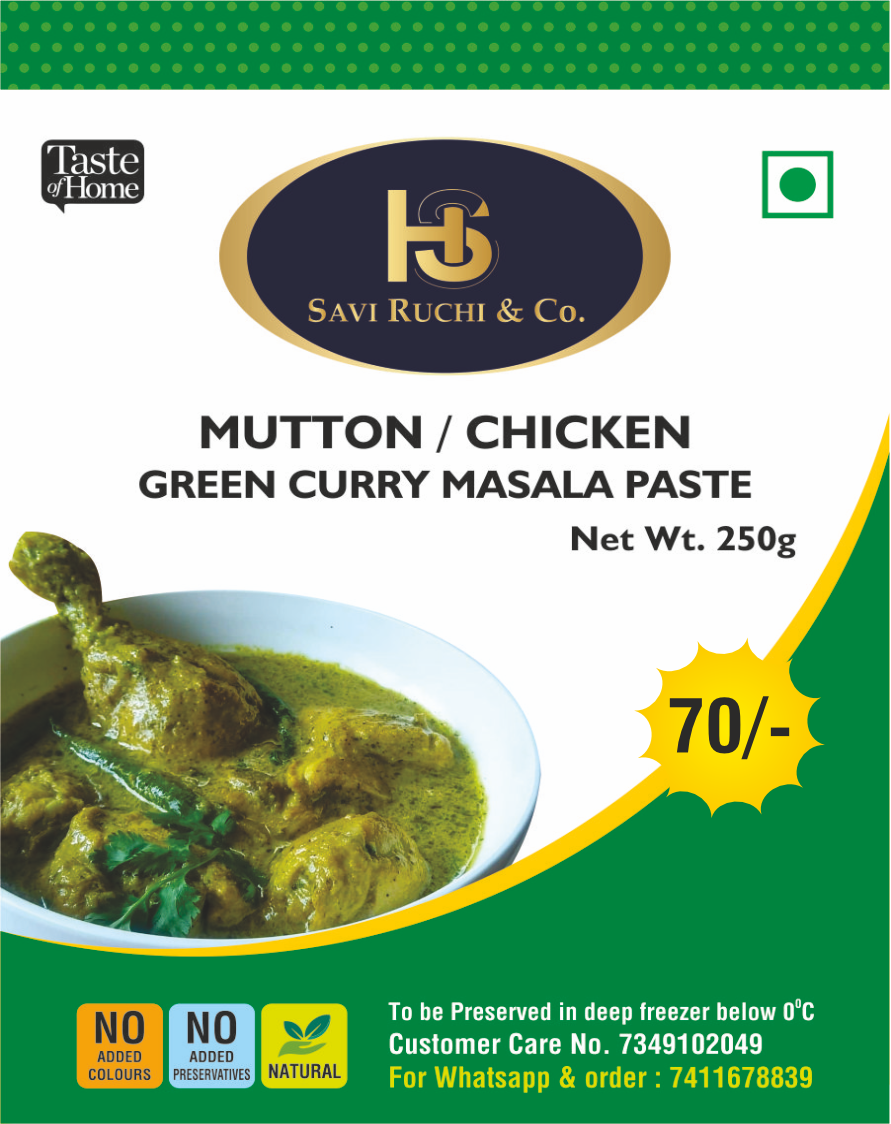 Taste
of Home
HS
SAVI RUCHI & CO.
MUTTON / CHICKEN
GREEN CURRY MASALA PASTE
Net Wt. 250g
70/-
NO
ADDED
COLOURS
NO
ADDED
PRESERVATIVES
NATURAL
To be Preserved in deep freezer below 0⁰C
Customer Care No. 7349102049
For Whatsapp & order : 7411678839